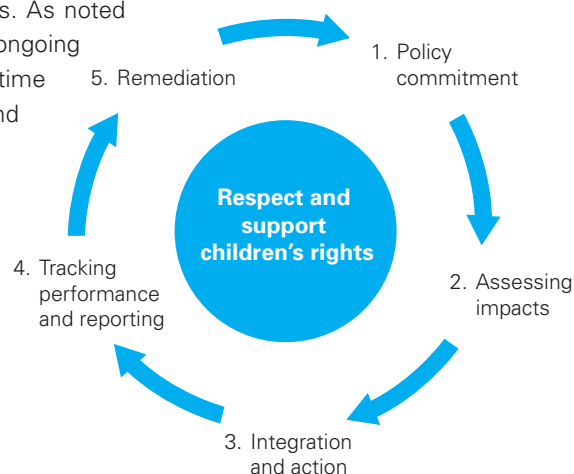 s. As noted
ongoing
time
nd
1. Policy
commitment
2. Assessing
impacts
3. Integration
and action
4. Tracking
performance
and reporting
5. Remediation
Respect and
support
children’s rights